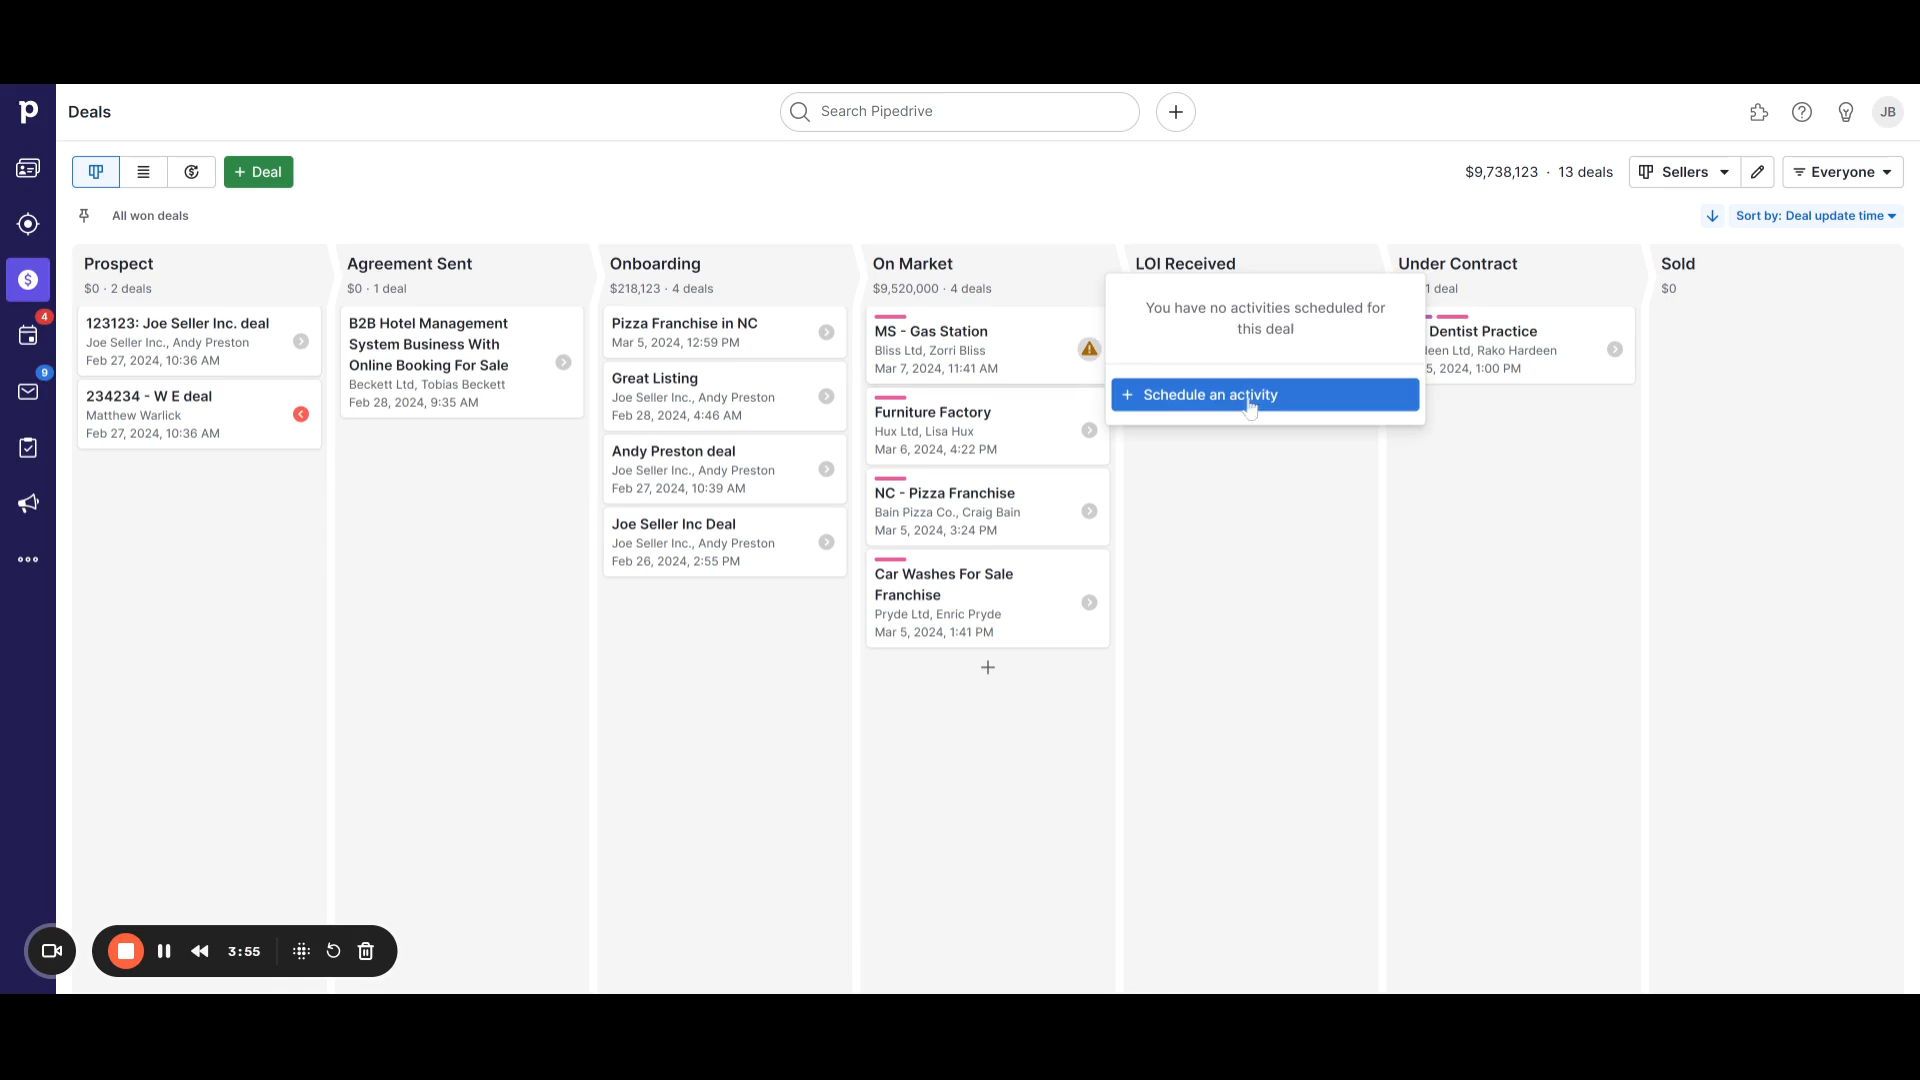 p
Deals
Search Pipedrive
JB
+ Deal
$9,738,123 · 13 deals
Sellers
Everyone
All won deals
Sort by: Deal update time
4
9
Prospect
$0 · 2 deals
123123: Joe Seller Inc. deal
Joe Seller Inc., Andy Preston
Feb 27, 2024, 10:36 AM
234234 - W E deal
Matthew Warlick
Feb 27, 2024, 10:36 AM
Agreement Sent
$0 · 1 deal
B2B Hotel Management
System Business With
Online Booking For Sale
Beckett Ltd, Tobias Beckett
Feb 28, 2024, 9:35 AM
Onboarding
$218,123 · 4 deals
Pizza Franchise in NC
Mar 5, 2024, 12:59 PM
Great Listing
Joe Seller Inc., Andy Preston
Feb 28, 2024, 4:46 AM
Andy Preston deal
Joe Seller Inc., Andy Preston
Feb 27, 2024, 10:39 AM
Joe Seller Inc Deal
Joe Seller Inc., Andy Preston
Feb 26, 2024, 2:55 PM
On Market
$9,520,000 · 4 deals
MS - Gas Station
Bliss Ltd, Zorri Bliss
Mar 7, 2024, 11:41 AM
Furniture Factory
Hux Ltd, Lisa Hux
Mar 6, 2024, 4:22 PM
NC - Pizza Franchise
Bain Pizza Co., Craig Bain
Mar 5, 2024, 3:24 PM
Car Washes For Sale
Franchise
Pryde Ltd, Enric Pryde
Mar 5, 2024, 1:41 PM
LOI Received
You have no activities scheduled for
this deal
+ Schedule an activity
Under Contract
1 deal
Dentist Practice
Ltd, Rako Hardeen
5, 2024, 1:00 PM
Sold
$0
3:55